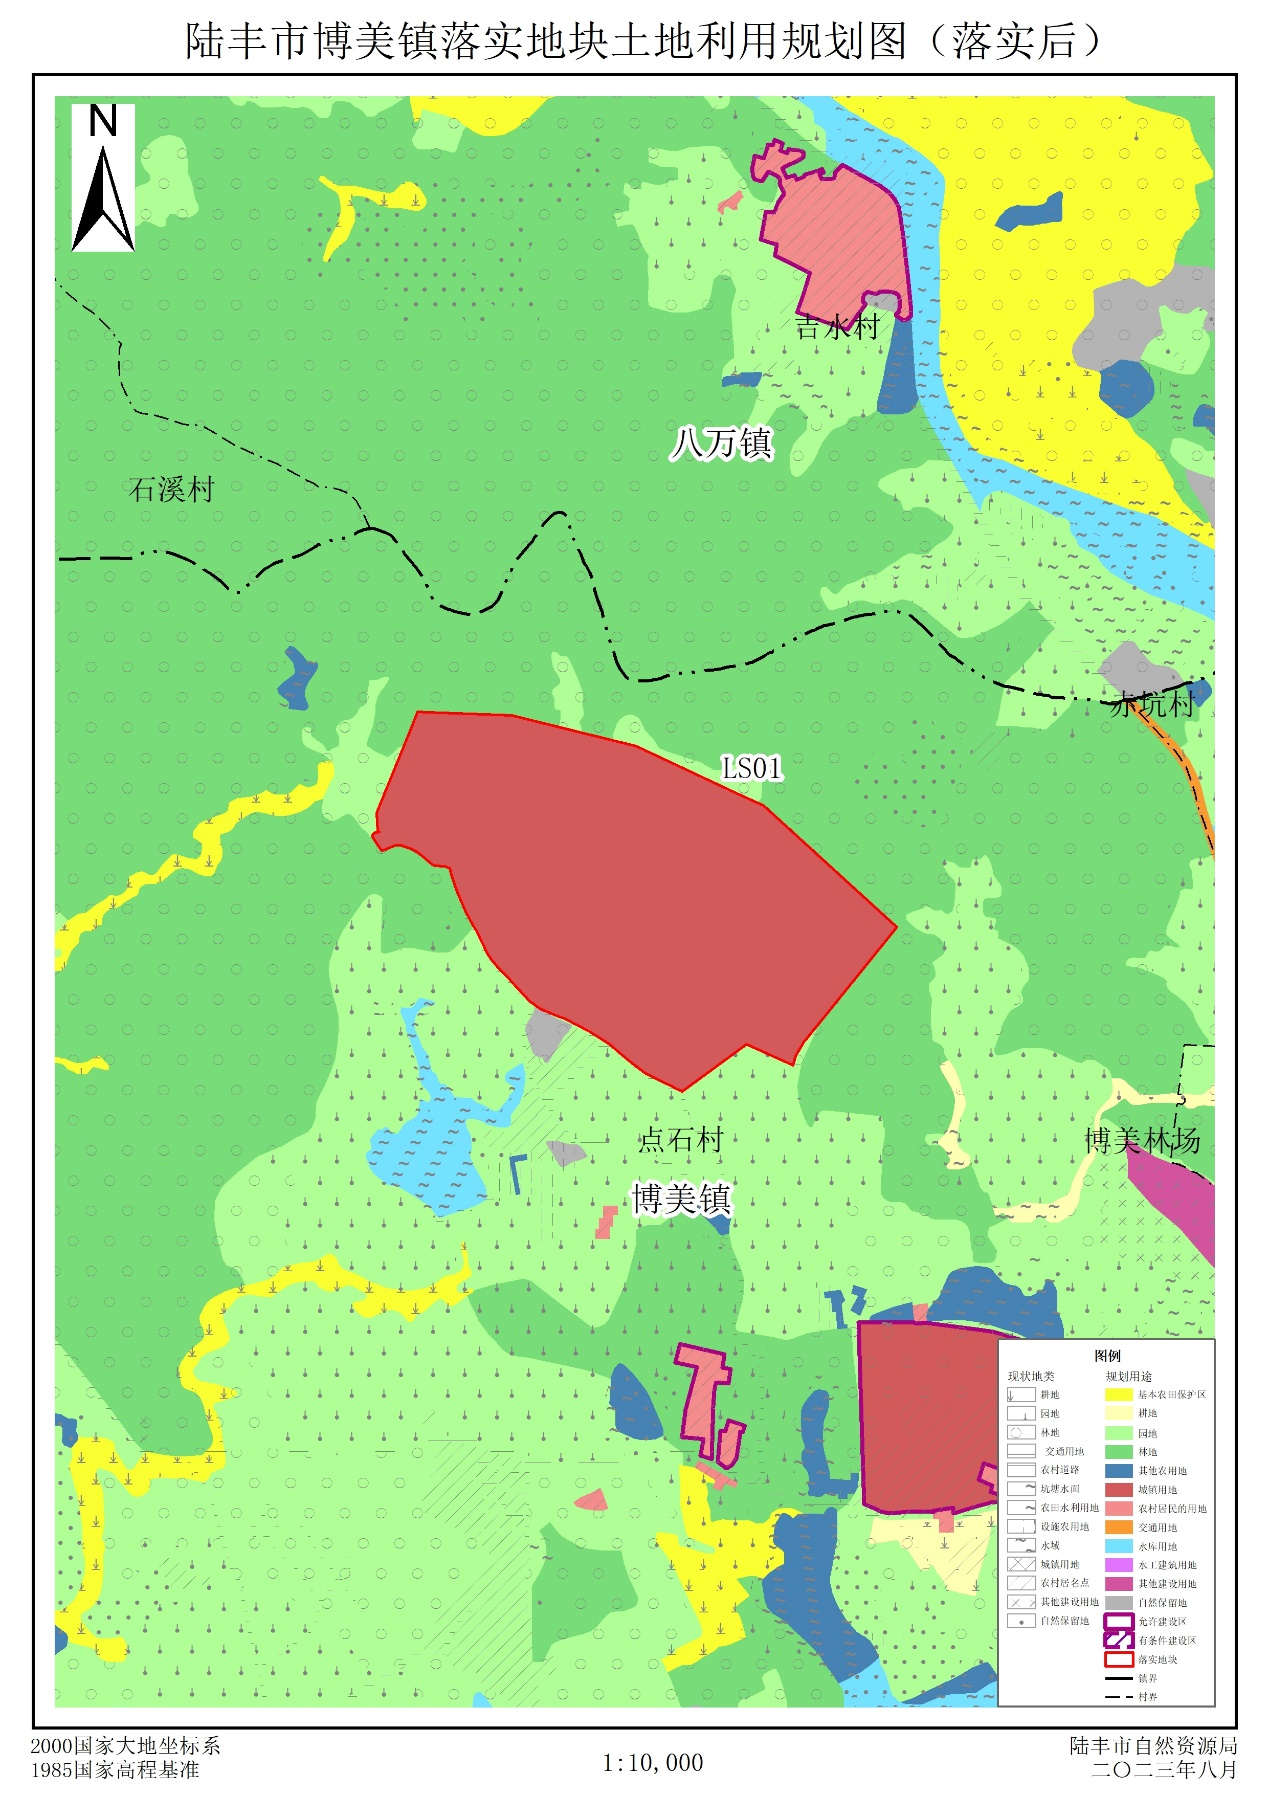 陆丰市博美镇落实地块土地利用规划图（落实后）
N
吉水村
八万镇
石溪村
赤坑村
LS01
点石村
博美林场
博美镇
图例
现状地类
耕地
园地
林地
交通用地
农村道路
坑塘水面
农田水利用地
设施农用地
水域
城镇用地
农村居名点
其他建设用地
自然保留地
规划用途
基本农田保护区
耕地
园地
林地
其他农用地
城镇用地
农村居民的用地
交通用地
水库用地
水工建筑用地
其他建设用地
自然保留地
允许建设区
有条件建设区
落实地块
镇界
村界
2000国家大地坐标系
1985国家高程基准
1:10,000
陆丰市自然资源局
二〇二三年八月